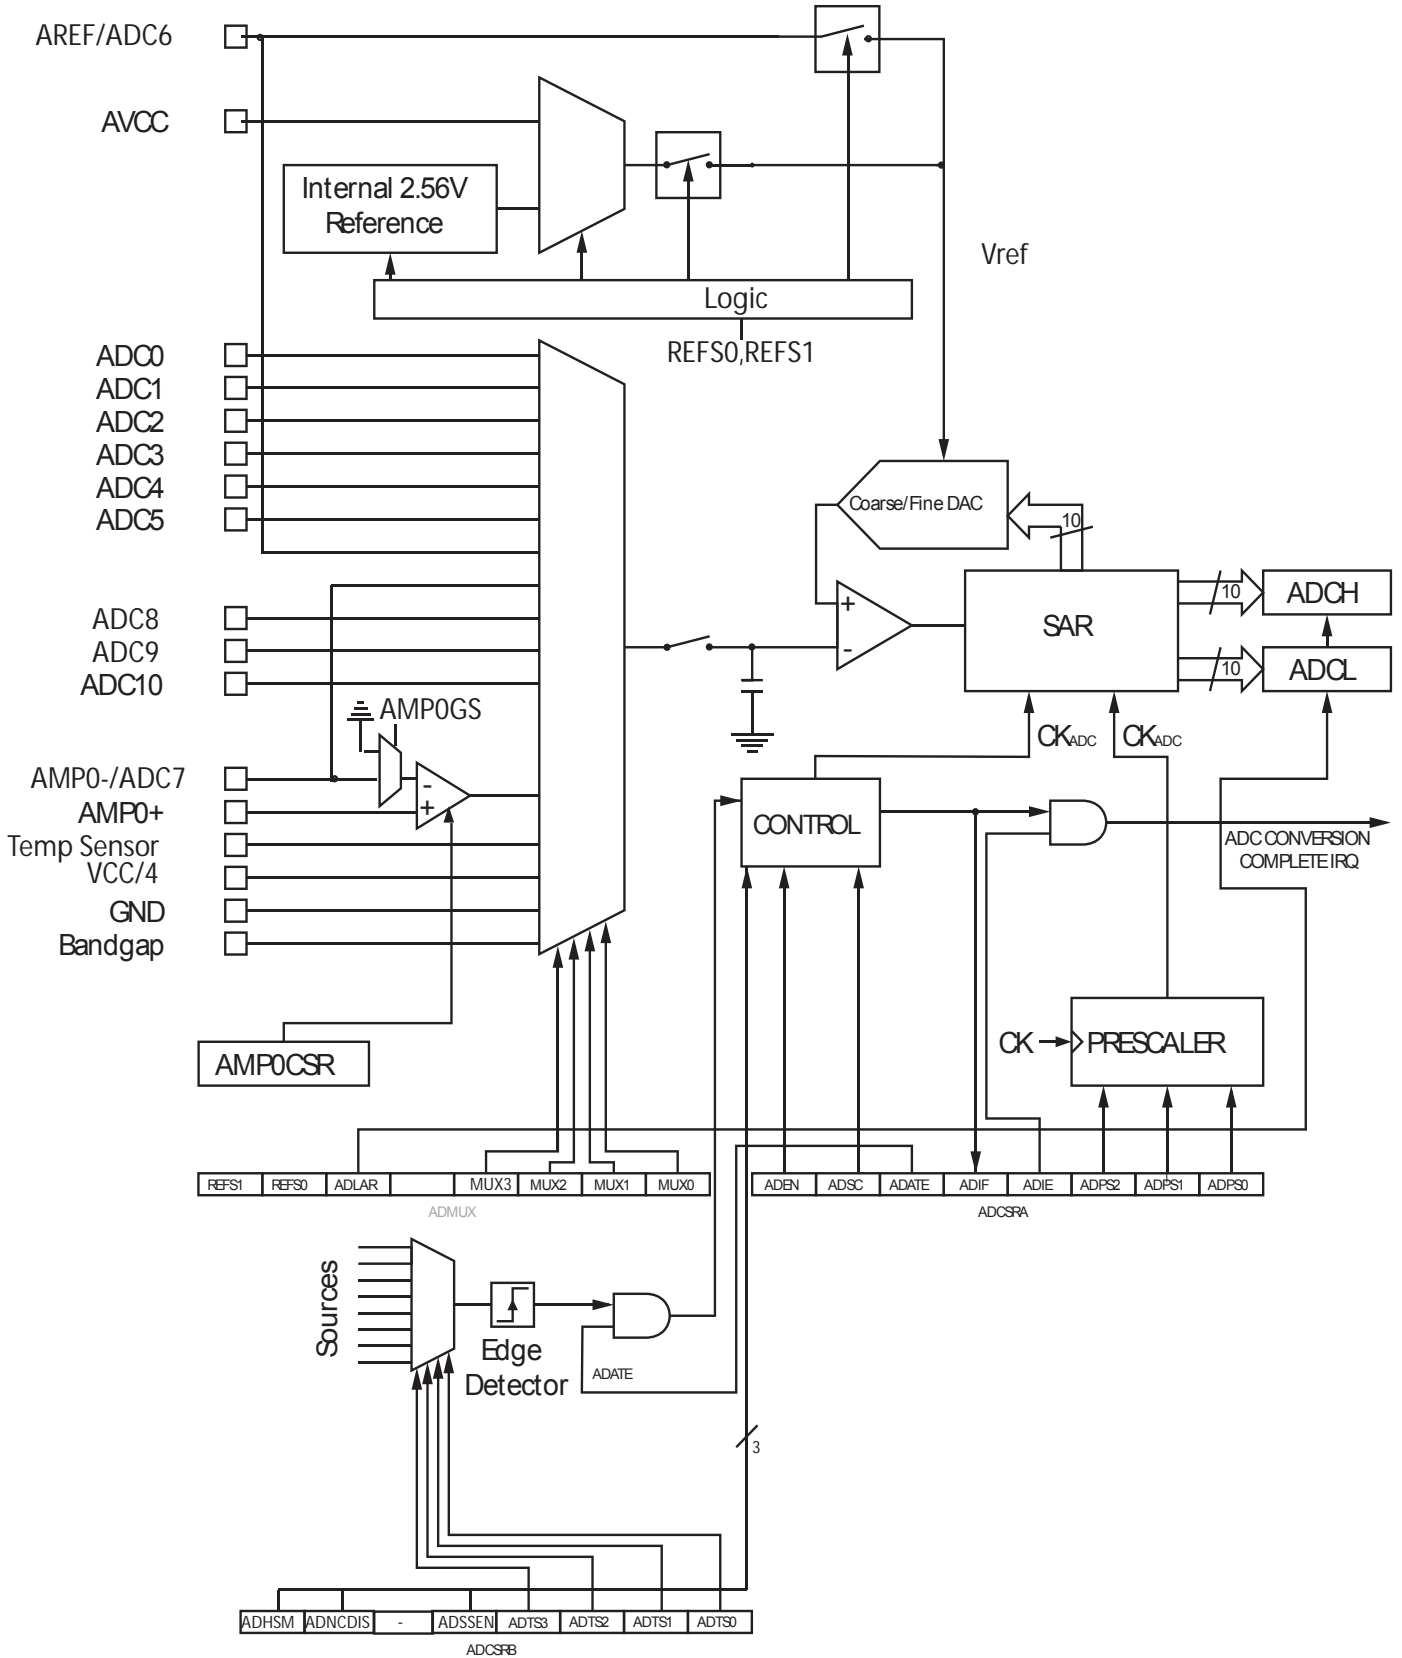 AREF/ADC6
AVCC
Internal 2.56V
Reference
Vref
Logic
REFS0,REFS1
ADC0
ADC1
ADC2
ADC3
ADC4
ADC5
Coarse/Fine DAC
10
ADC8
ADC9
ADC10
+
-
SAR
10
ADCH
10
ADCL
AMP0GS
CKADC
CKADC
AMP0-/ADC7
AMP0+
-
+
Temp Sensor
VCC/4
GND
Bandgap
CONTROL
ADC CONVERSION
COMPLETE IRQ
AMP0CSR
CK
PRESCALER
REFS1
REFS0
ADLAR
MUX3
MUX2
MUX1
MUX0
ADMUX
ADEN
ADSC
ADATE
ADIF
ADIE
ADPS2
ADPS1
ADPS0
ADCSRA
Sources
Edge
Detector
ADATE
3
ADHSM
ADNCDIS
-
ADSSEN
ADTS3
ADTS2
ADTS1
ADTS0
ADCSRB